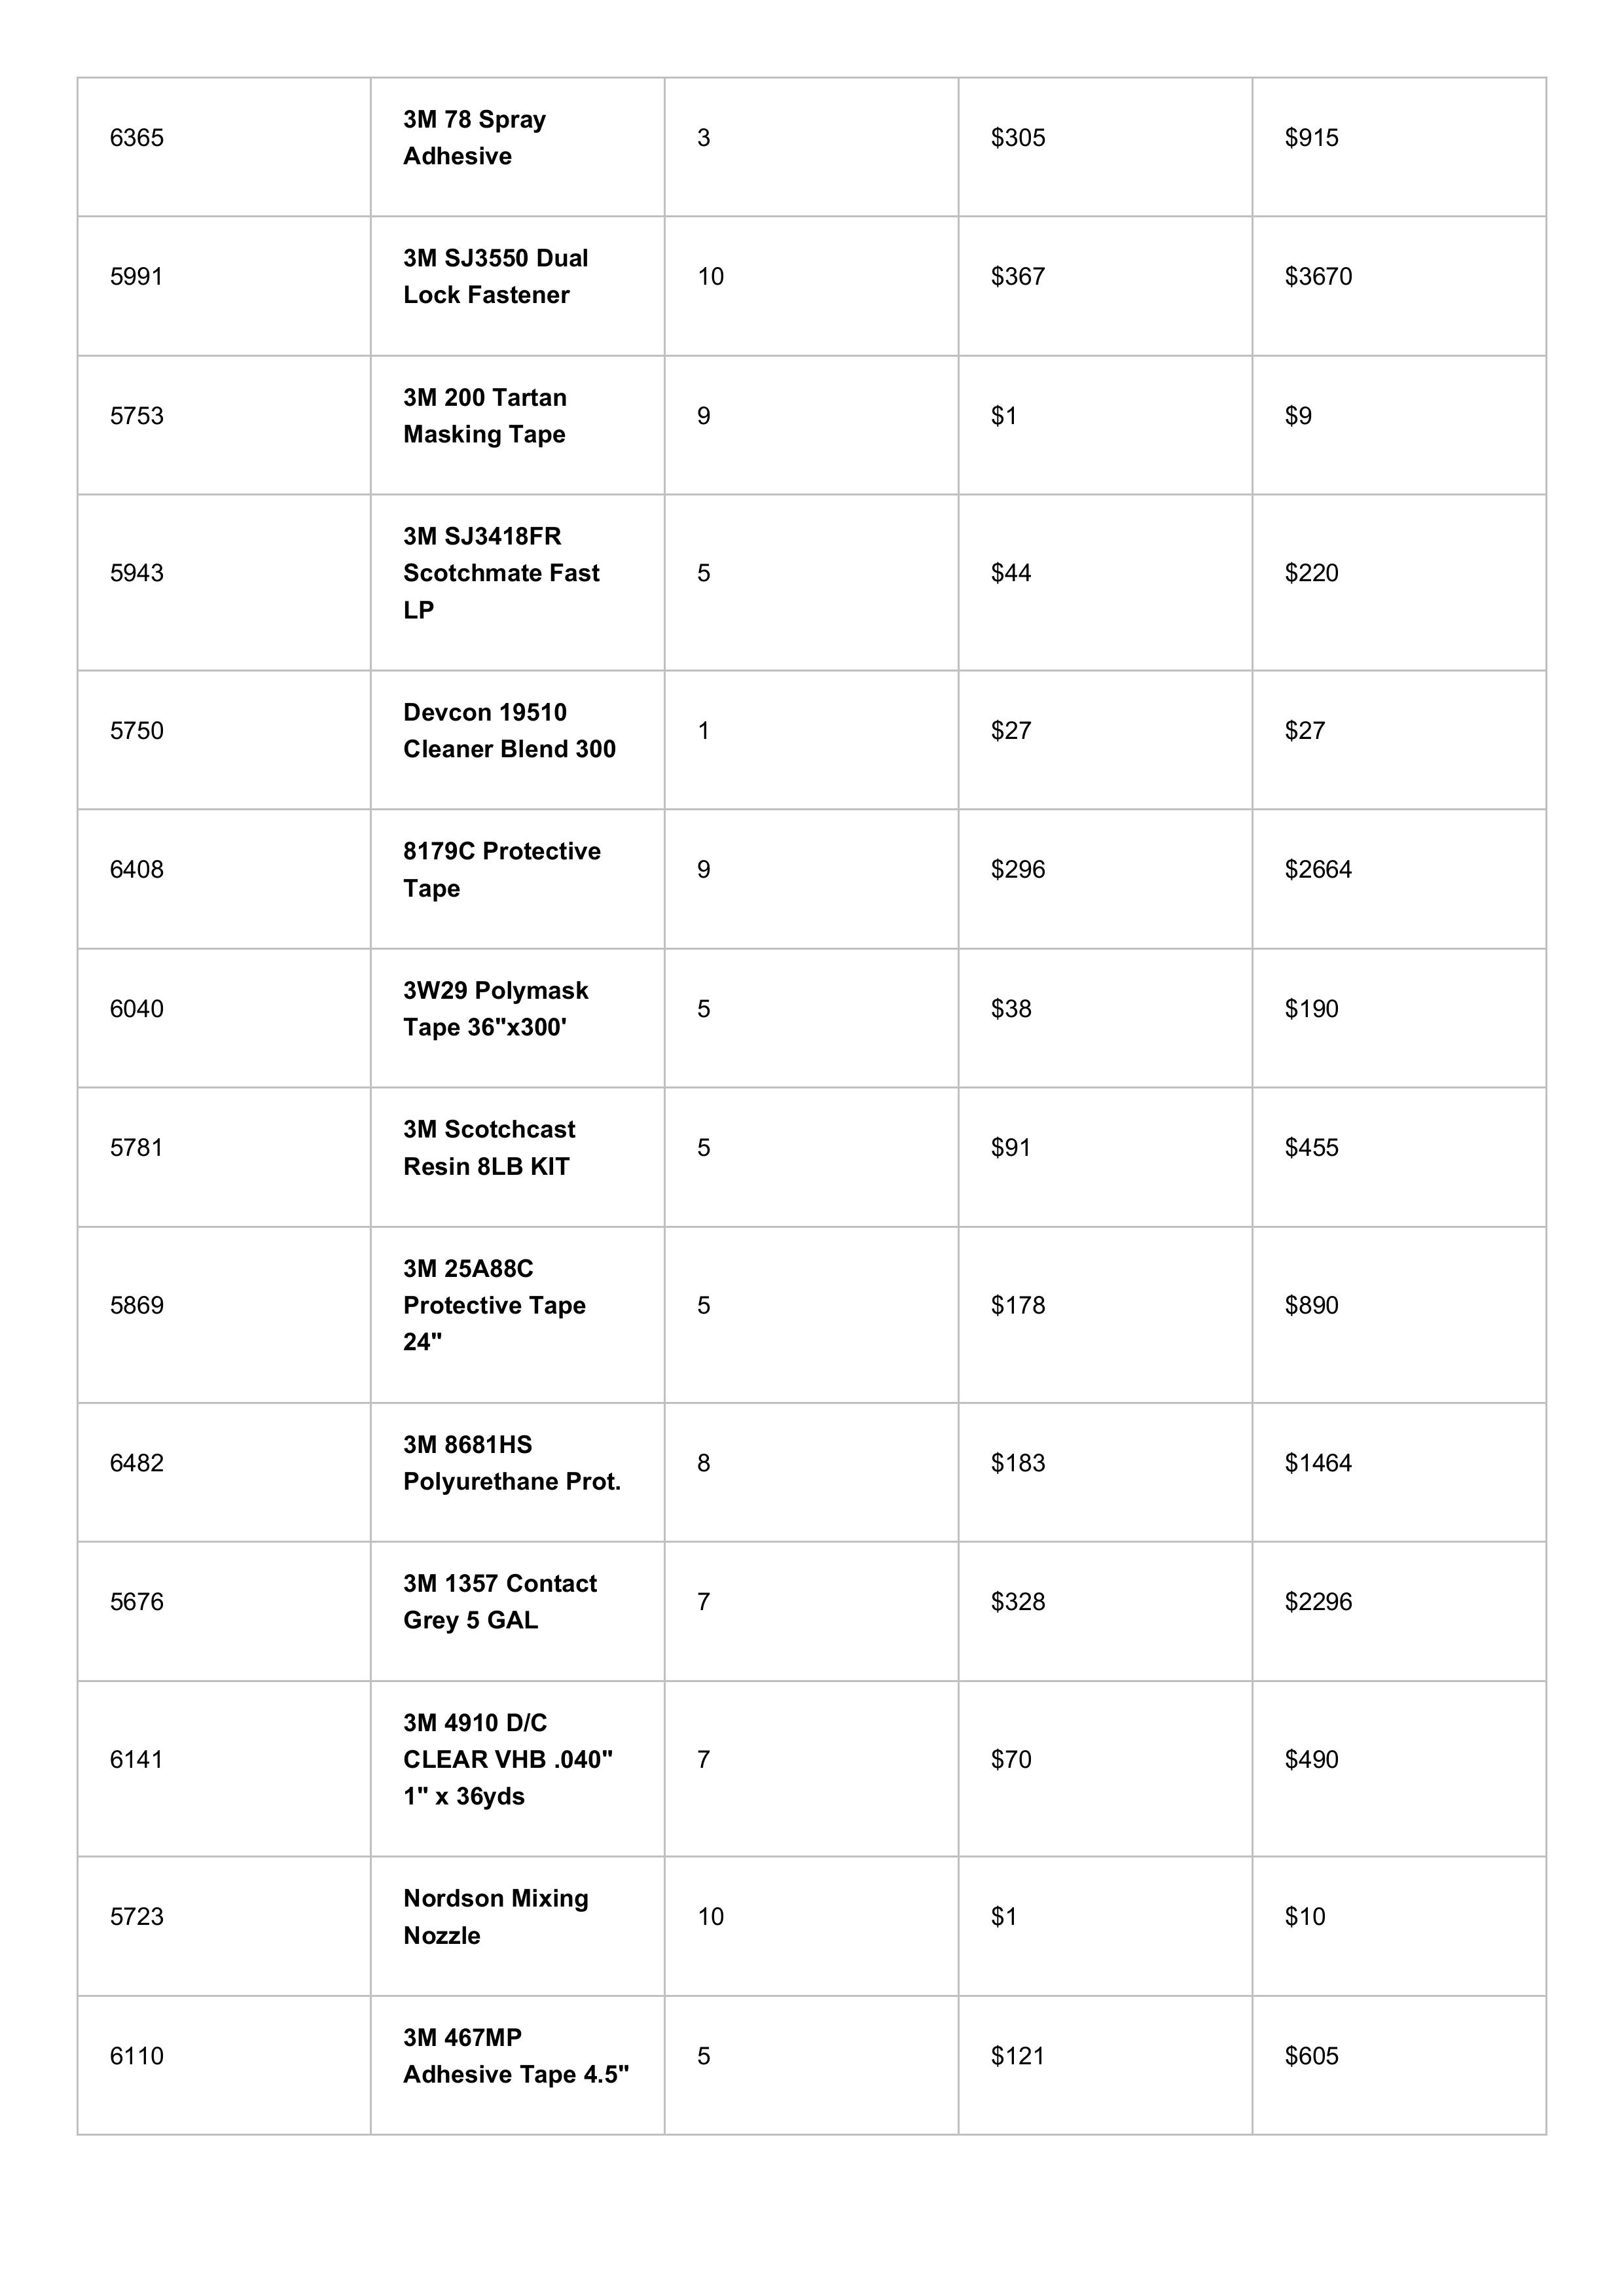 6365
3M 78 Spray
Adhesive
3
$305
$915
5991
3M SJ3550 Dual
Lock Fastener
10
$367
$3670
5753
3M 200 Tartan
Masking Tape
9
$1
$9
5943
3M SJ3418FR
Scotchmate Fast
LP
5
$44
$220
5750
Devcon 19510
Cleaner Blend 300
1
$27
$27
6408
8179C Protective
Tape
9
$296
$2664
6040
3W29 Polymask
Tape 36"x300'
5
$38
$190
5781
3M Scotchcast
Resin 8LB KIT
5
$91
$455
5869
3M 25A88C
Protective Tape
24"
5
$178
$890
6482
3M 8681HS
Polyurethane Prot.
8
$183
$1464
5676
3M 1357 Contact
Grey 5 GAL
7
$328
$2296
6141
3M 4910 D/C
CLEAR VHB .040"
1" x 36yds
7
$70
$490
5723
Nordson Mixing
Nozzle
10
$1
$10
6110
3M 467MP
Adhesive Tape 4.5"
5
$121
$605